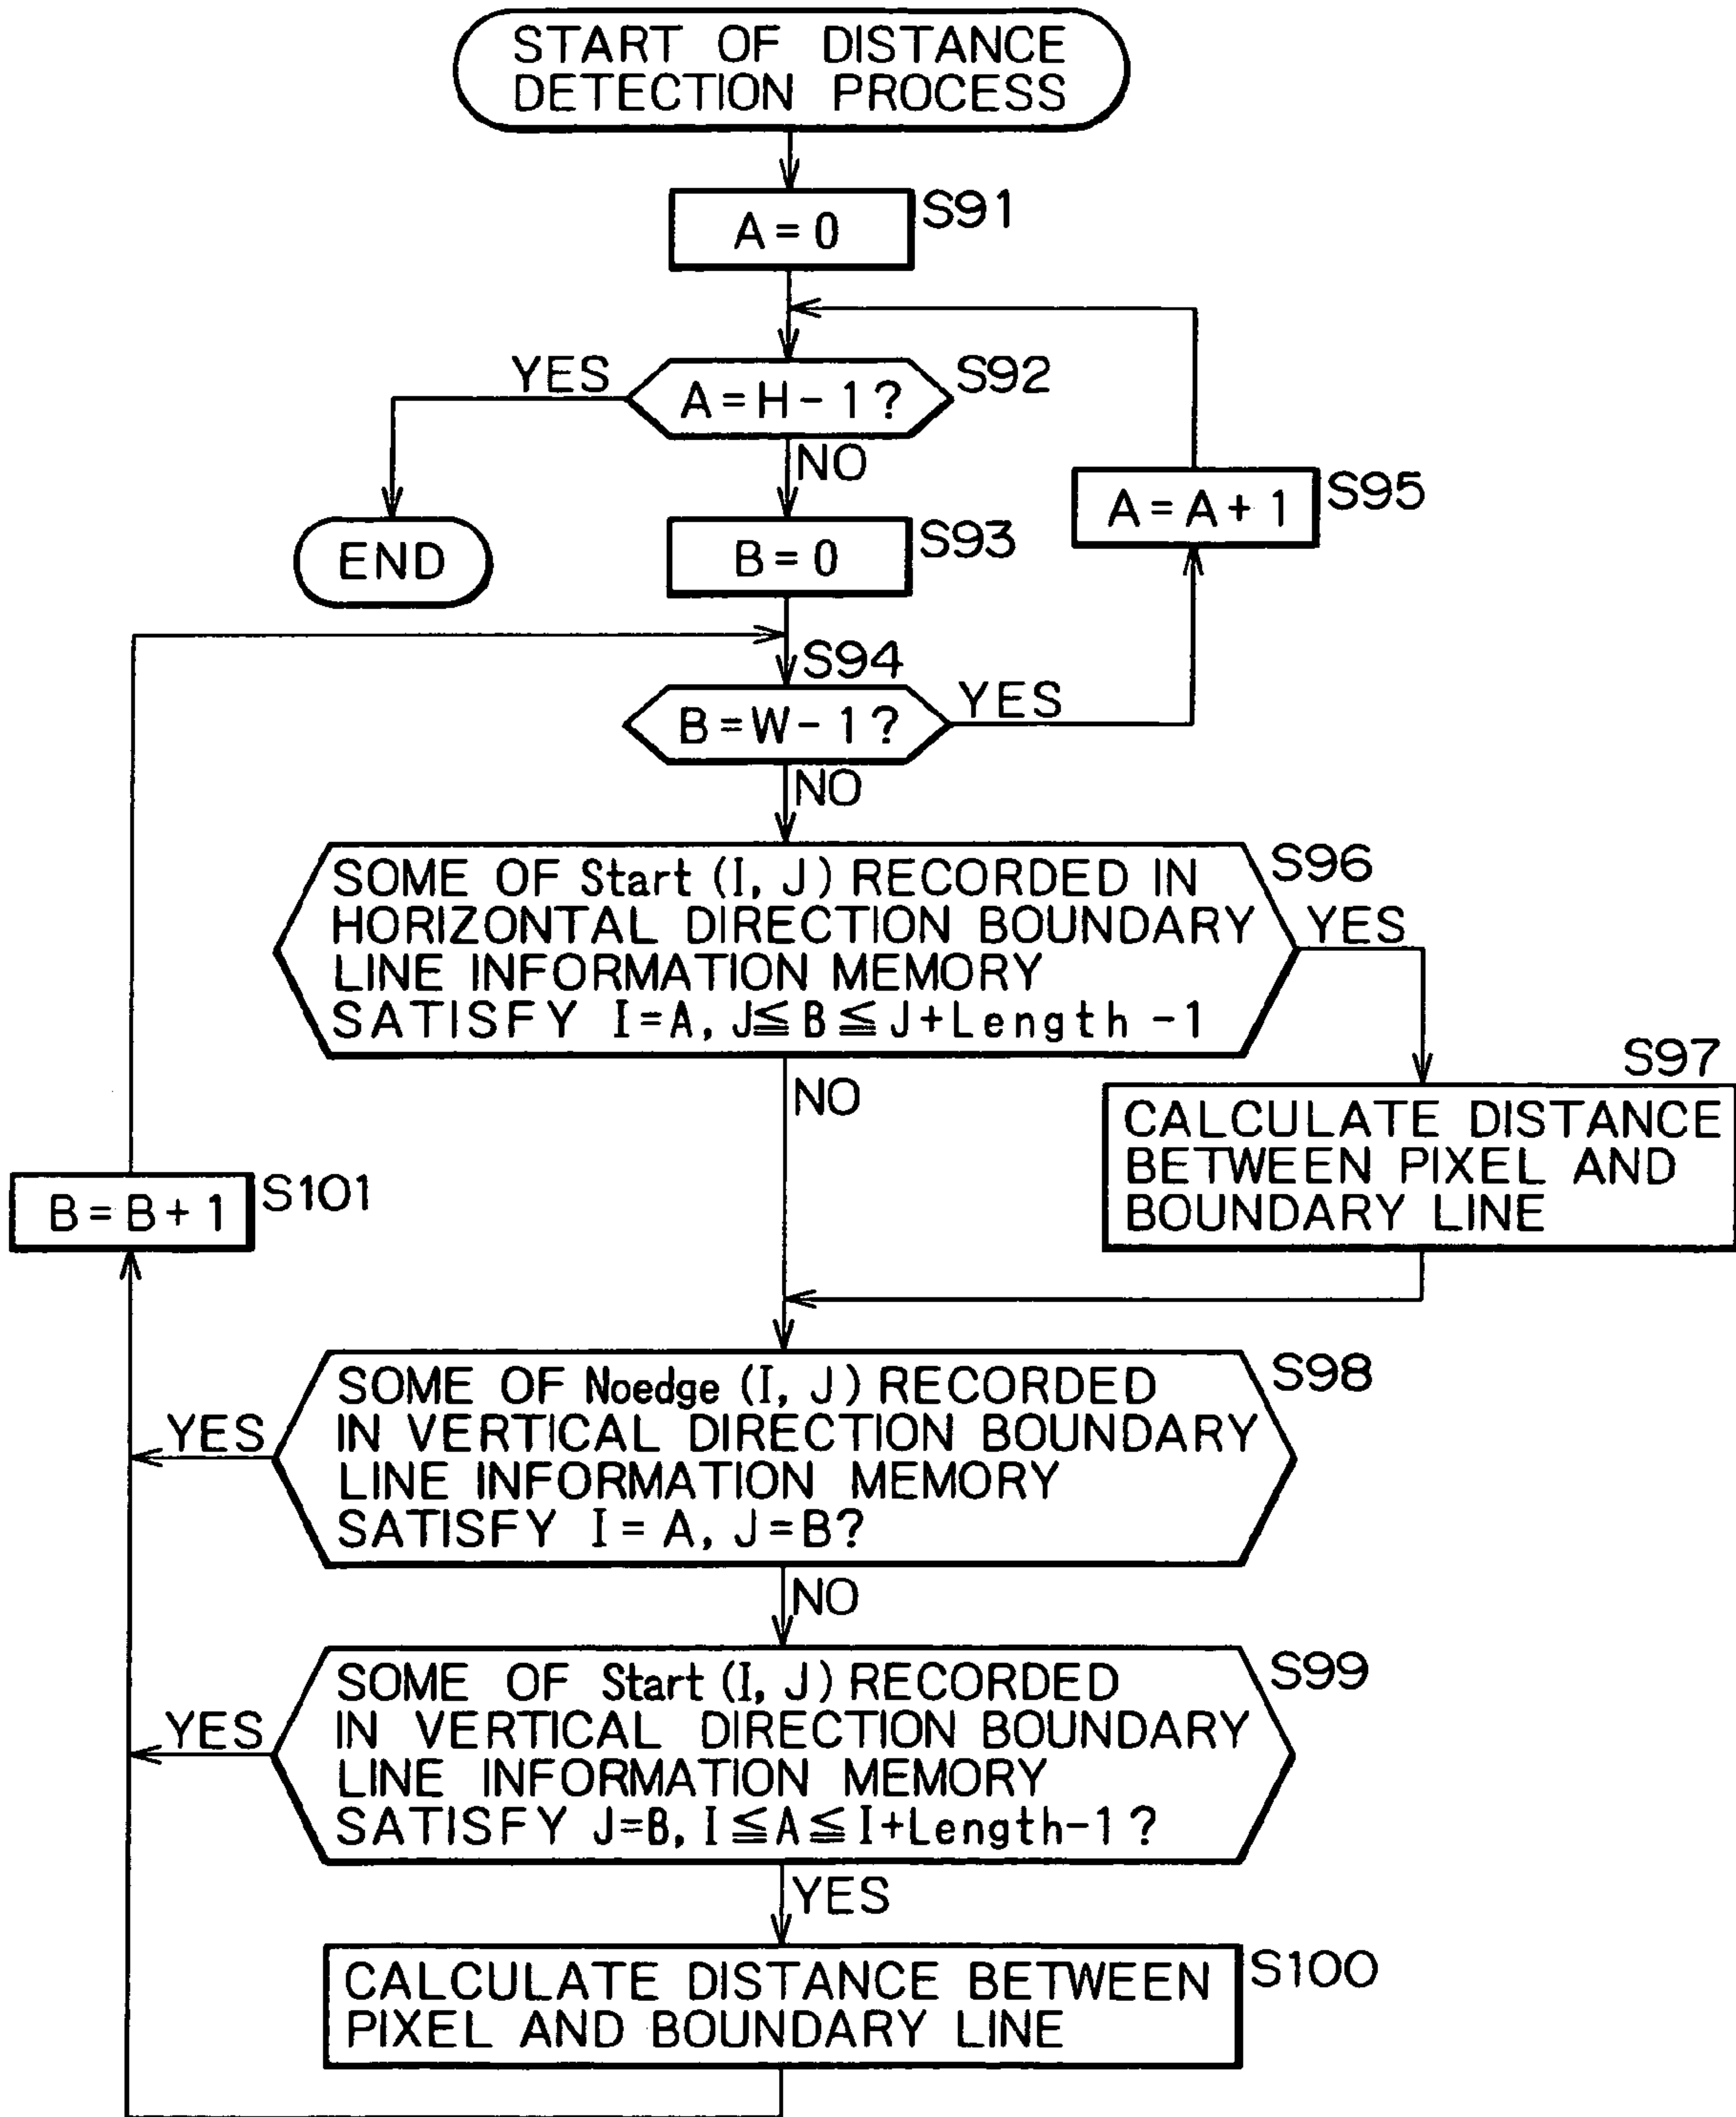 START OF DISTANCE
DETECTION PROCESS
A=0
S91
YES
A=H-1?
S92
NO
A=A+1
S95
END
B=0
S93
S94
B=W-1?
YES
NO
SOME OF Start (I, J) RECORDED IN
HORIZONTAL DIRECTION BOUNDARY
LINE INFORMATION MEMORY
SATISFY I=A, J≦B≦J+Length-1
S96
YES
NO
S97
CALCULATE DISTANCE
BETWEEN PIXEL AND
BOUNDARY LINE
B=B+1
S101
SOME OF Noedge (I, J) RECORDED
IN VERTICAL DIRECTION BOUNDARY
LINE INFORMATION MEMORY
SATISFY I=A, J=B?
S98
YES
NO
SOME OF Start (I, J) RECORDED
IN VERTICAL DIRECTION BOUNDARY
LINE INFORMATION MEMORY
SATISFY J=B, I≦A≦I+Length-1?
S99
YES
YES
CALCULATE DISTANCE BETWEEN
PIXEL AND BOUNDARY LINE
S100